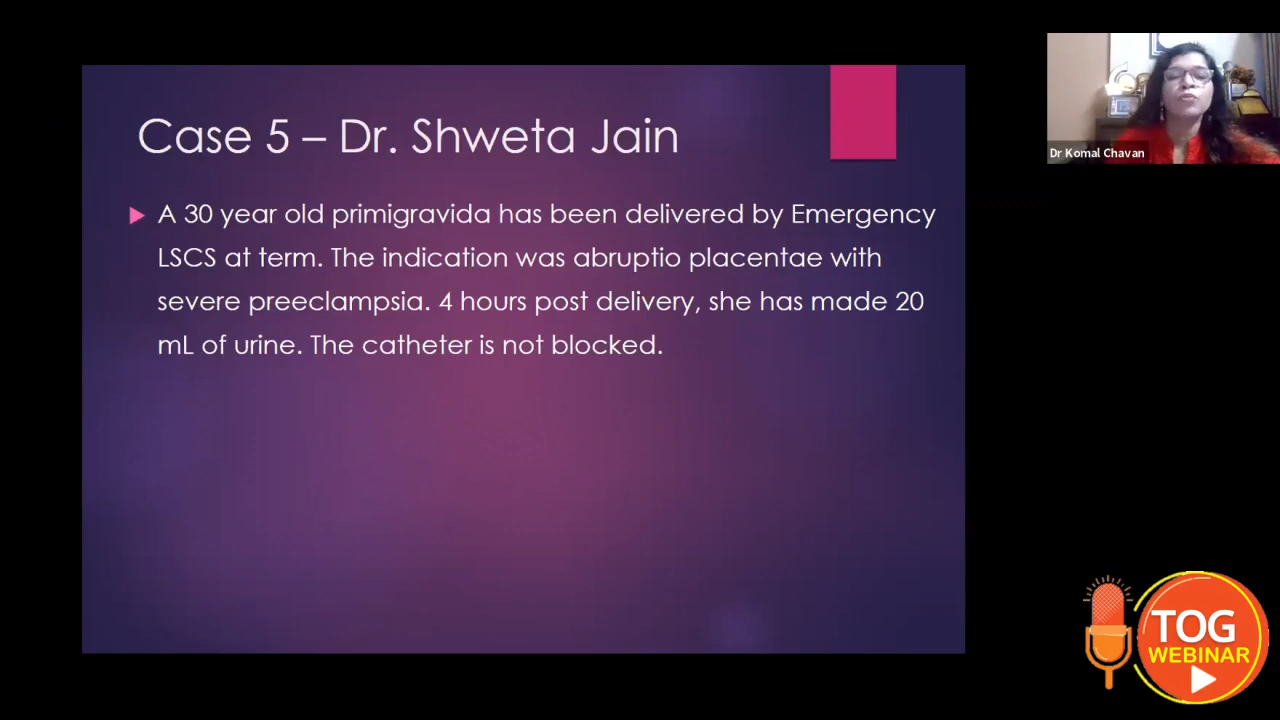 Case 5 – Dr. Shweta Jain
A 30 year old primigravida has been delivered by Emergency
LSCS at term. The indication was abruptio placentae with
severe preeclampsia. 4 hours post delivery, she has made 20
mL of urine. The catheter is not blocked.
Dr Komal Chavan
TOG
WEBINAR